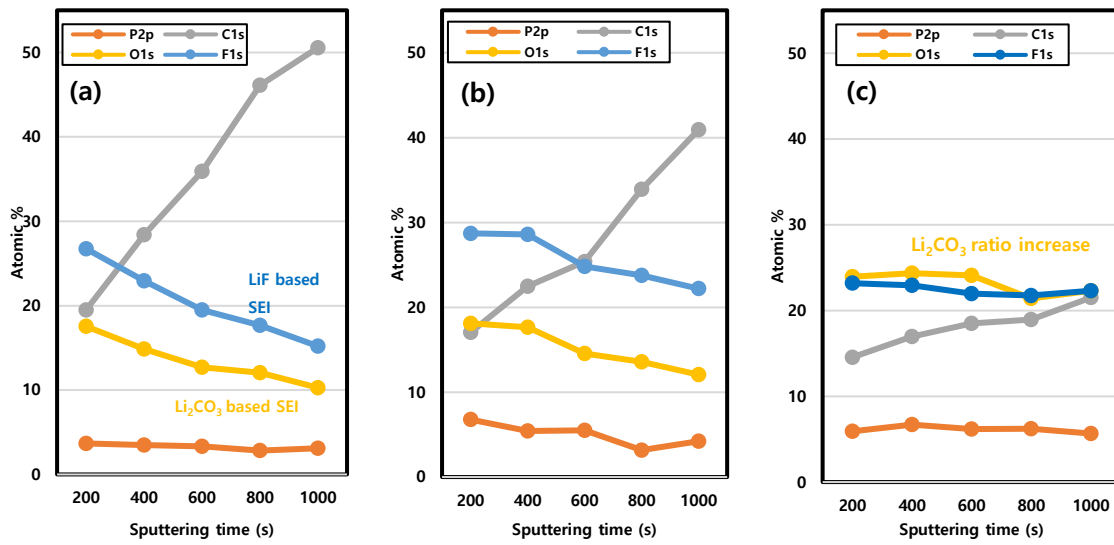 P2p C1s
O1s F1s
(a)
50
40
30
20
10
0
Atomic %
LiF based
SEI
Li₂CO₃ based SEI
200 400 600 800 1000
Sputtering time (s)
P2p C1s
O1s F1s
(b)
50
40
30
20
10
0
Atomic %
200 400 600 800 1000
Sputtering time (s)
P2p C1s
O1s F1s
(c)
50
40
30
20
10
0
Atomic %
Li₂CO₃ ratio increase
200 400 600 800 1000
Sputtering time (s)